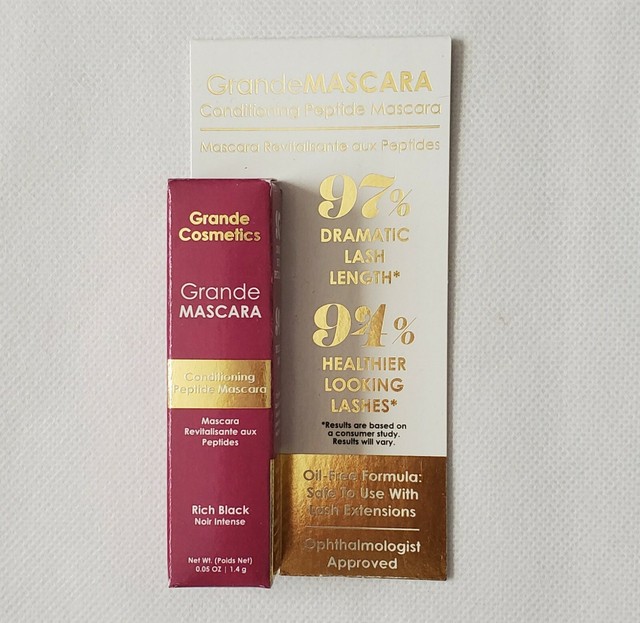 GrandeMASCARA
Conditioning Peptide Mascara
Mascara Revitalisante aux Peptides
97%
DRAMATIC
LASH
LENGTH*
94%
HEALTHIER
LOOKING
LASHES*
*Results are based on
a consumer study.
Results will vary.
Oil-Free Formula:
Safe To Use With
Lash Extensions
Ophthalmologist
Approved
Grande
Cosmetics
Grande
MASCARA
Conditioning
Peptide Mascara
Mascara
Revitalisante aux
Peptides
Rich Black
Noir Intense
Net Wt. (Poids Net)
0.05 OZ | 1.4 g